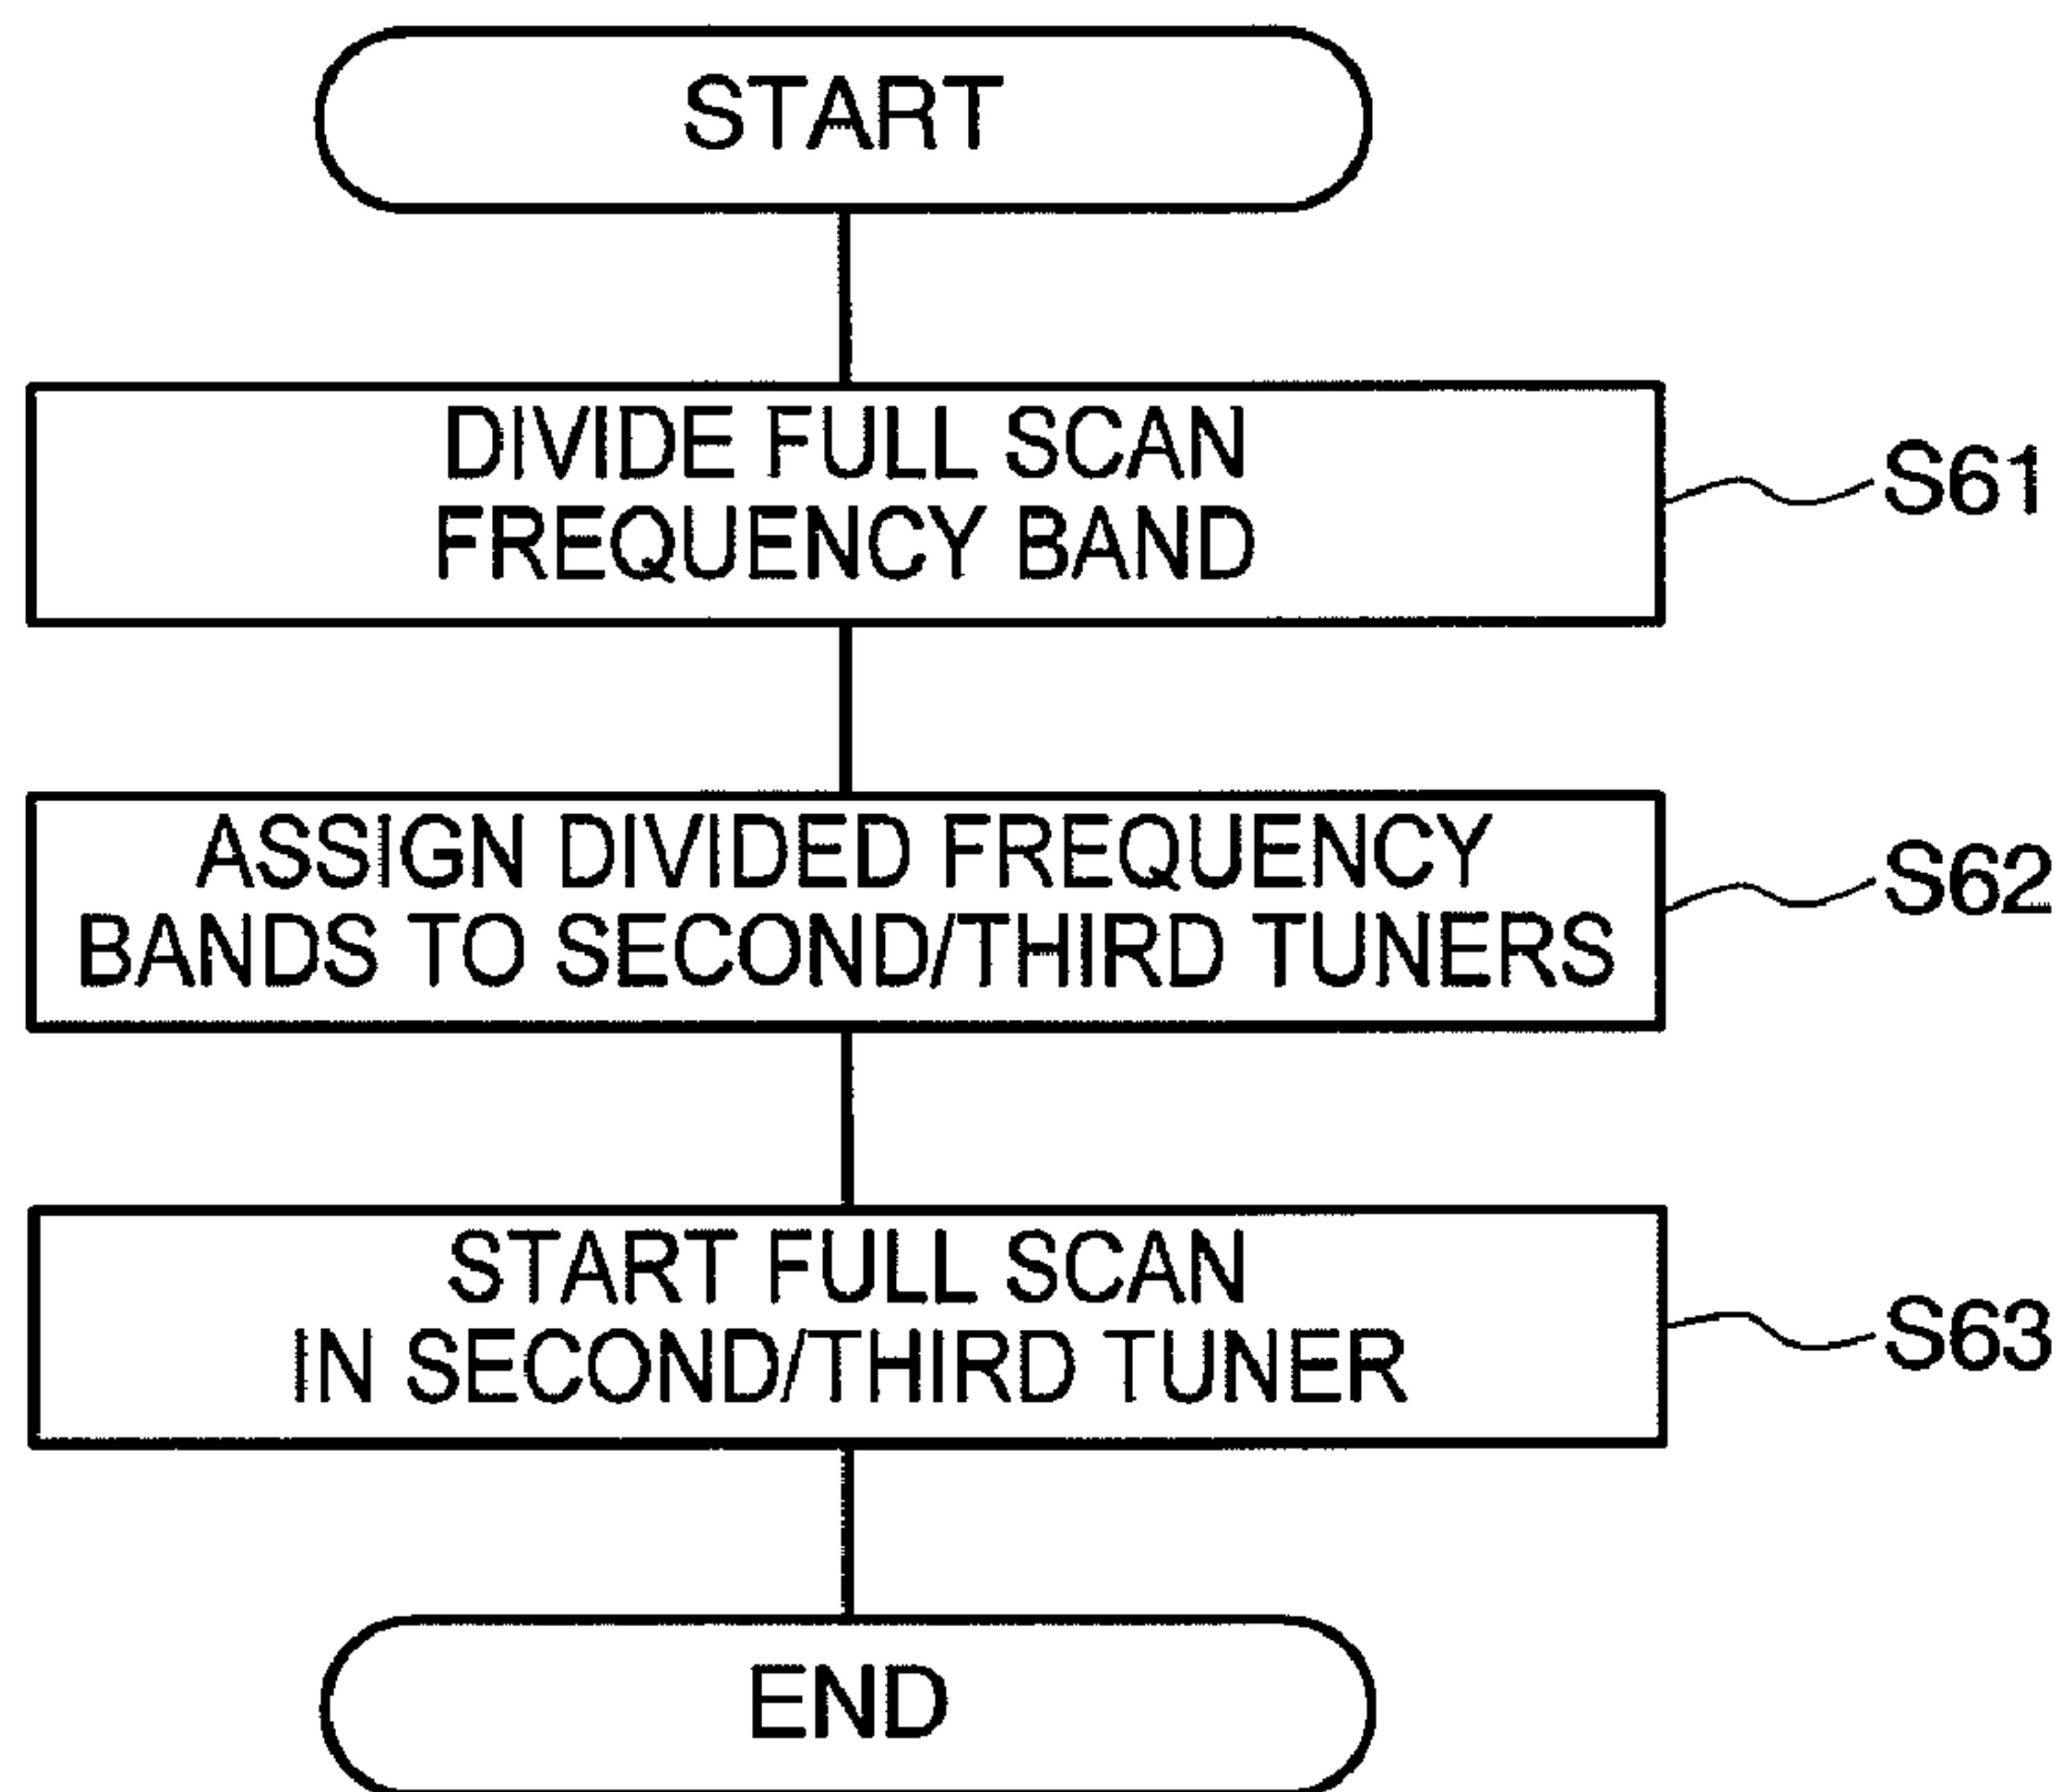 START
DIVIDE FULL SCAN
FREQUENCY BAND
S61
ASSIGN DIVIDED FREQUENCY
BANDS TO SECOND/THIRD TUNERS
S62
START FULL SCAN
IN SECOND/THIRD TUNER
S63
END